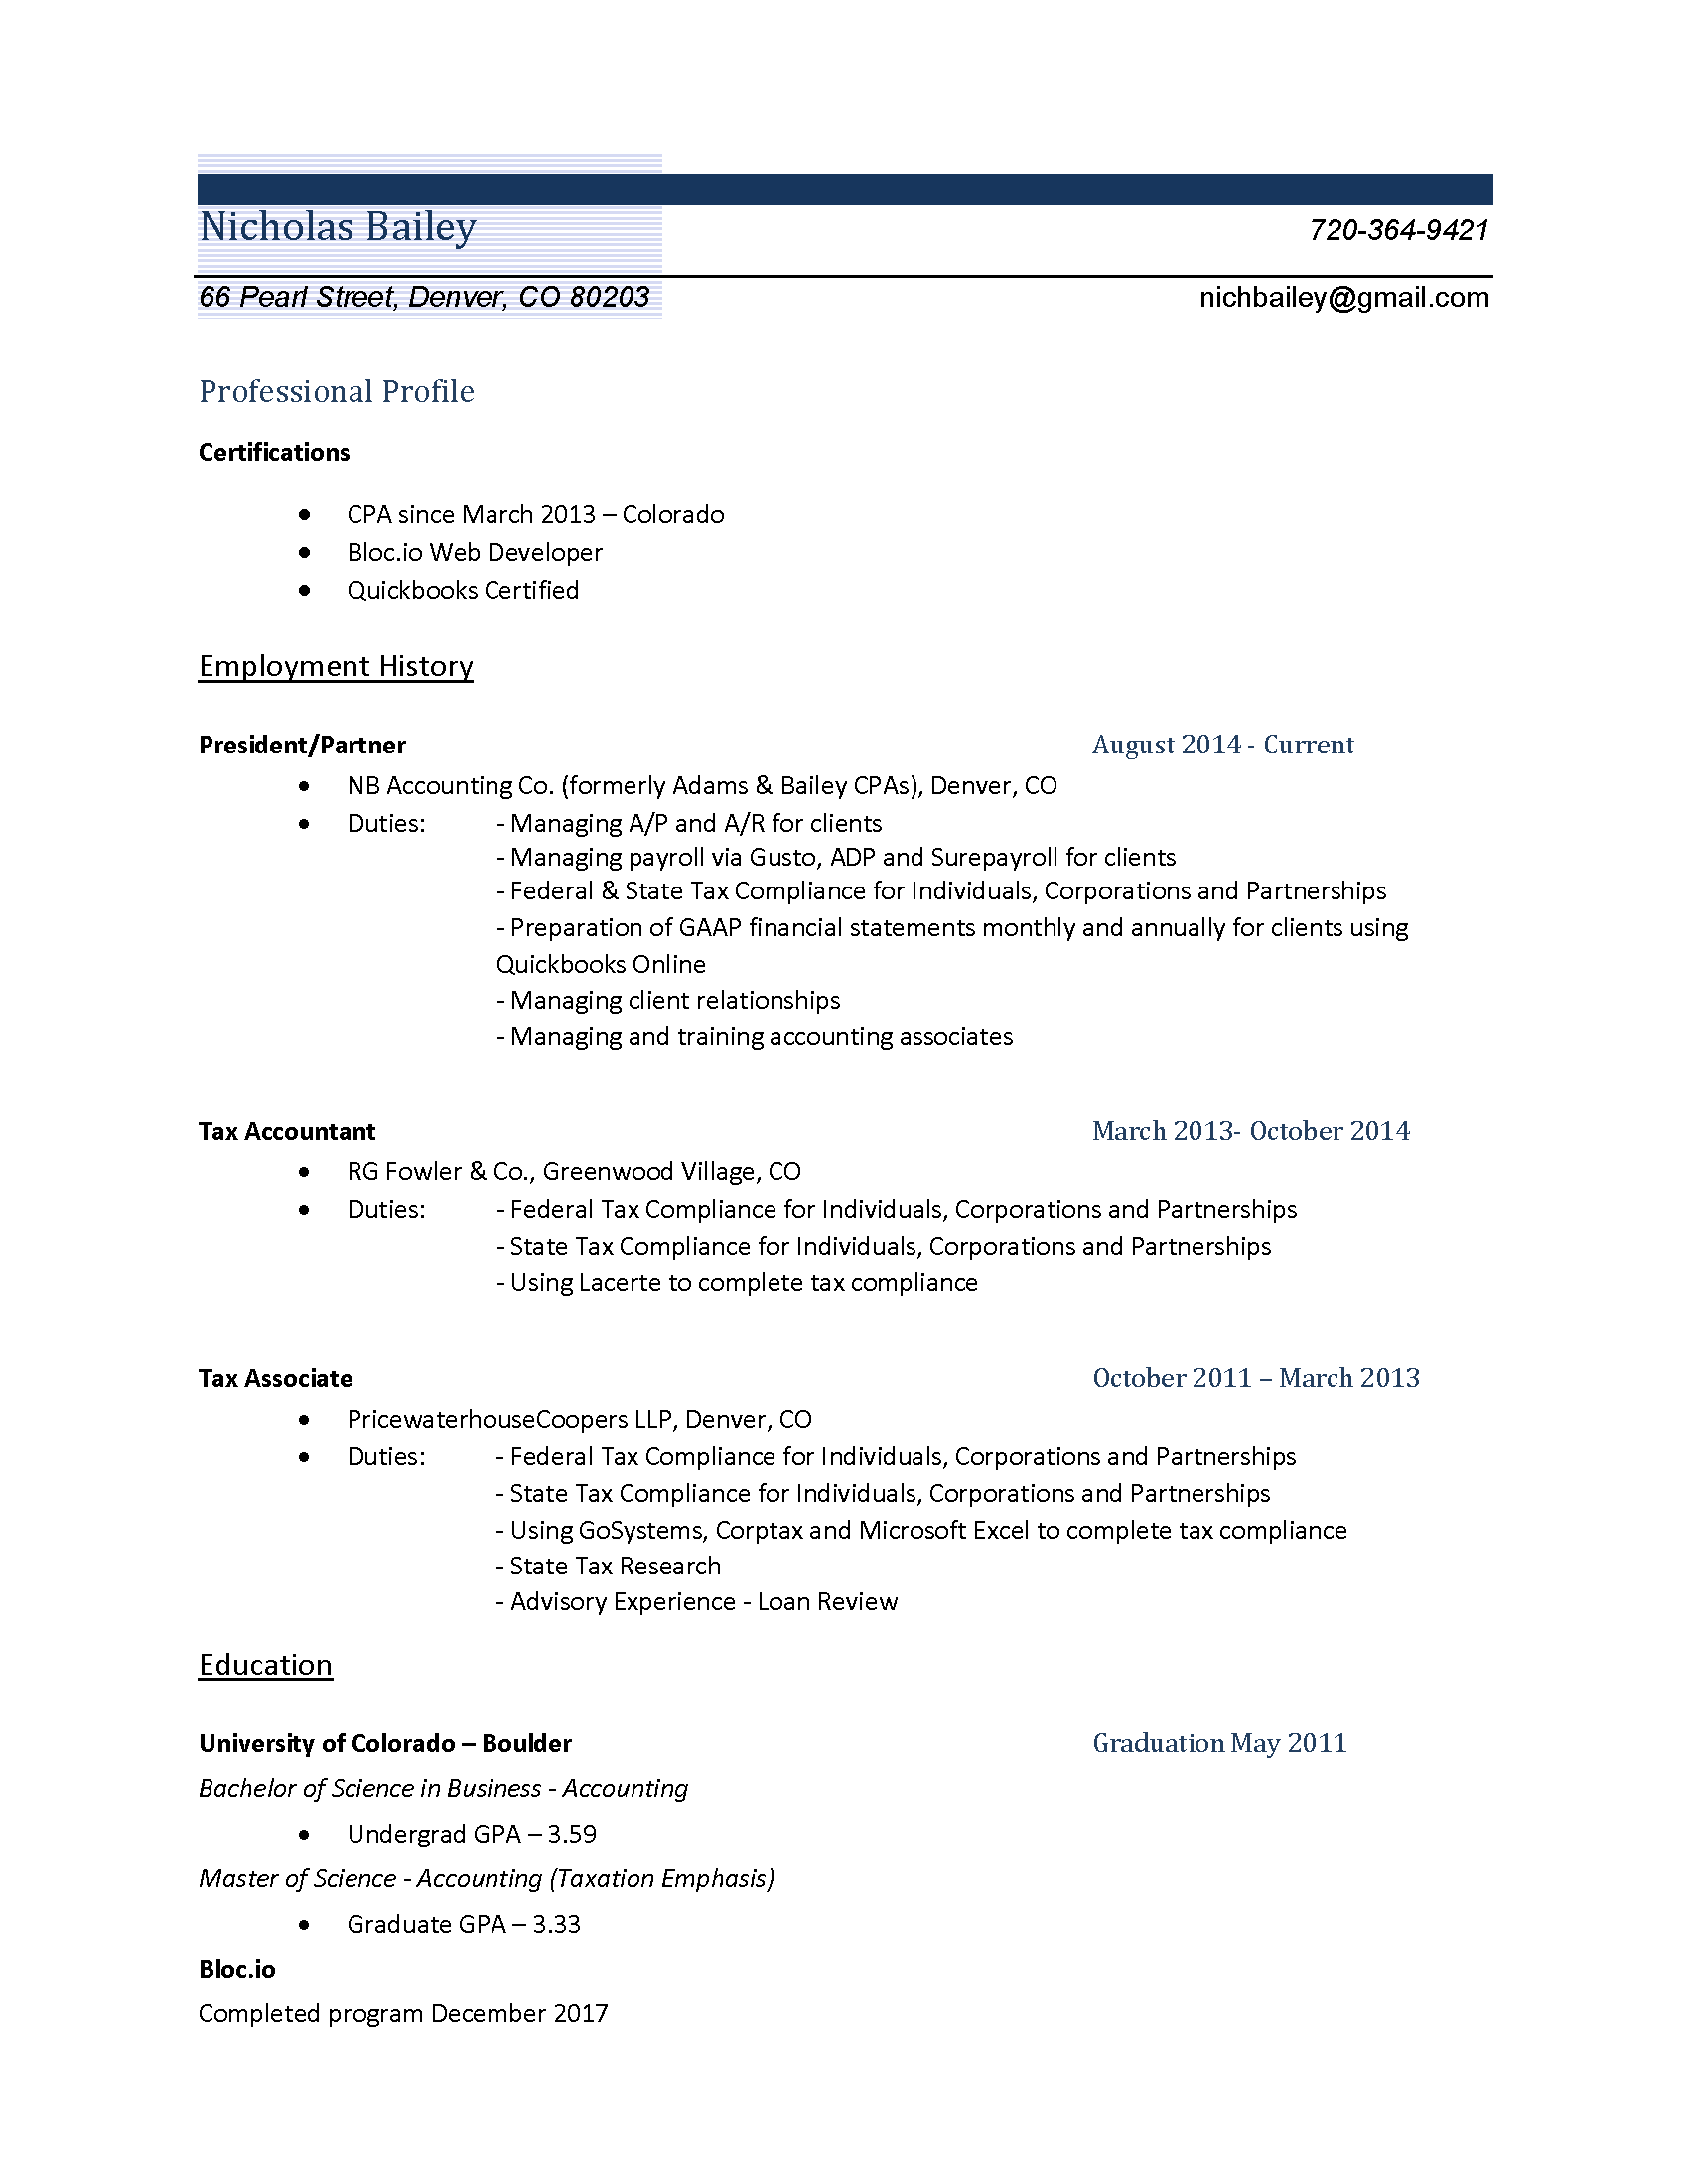 Nicholas Bailey 720-364-9421
66 Pearl Street, Denver, CO 80203 nichbailey@gmail.com
Professional Profile
Certifications
• CPA since March 2013 – Colorado
• Bloc.io Web Developer
• Quickbooks Certified
Employment History
President/Partner August 2014 - Current
• NB Accounting Co. (formerly Adams & Bailey CPAs), Denver, CO
• Duties: - Managing A/P and A/R for clients
- Managing payroll via Gusto, ADP and Surepayroll for clients
- Federal & State Tax Compliance for Individuals, Corporations and Partnerships
- Preparation of GAAP financial statements monthly and annually for clients using
Quickbooks Online
- Managing client relationships
- Managing and training accounting associates
Tax Accountant March 2013- October 2014
• RG Fowler & Co., Greenwood Village, CO
• Duties: - Federal Tax Compliance for Individuals, Corporations and Partnerships
- State Tax Compliance for Individuals, Corporations and Partnerships
- Using Lacerte to complete tax compliance
Tax Associate October 2011 – March 2013
• PricewaterhouseCoopers LLP, Denver, CO
• Duties: - Federal Tax Compliance for Individuals, Corporations and Partnerships
- State Tax Compliance for Individuals, Corporations and Partnerships
- Using GoSystems, Corptax and Microsoft Excel to complete tax compliance
- State Tax Research
- Advisory Experience - Loan Review
Education
University of Colorado – Boulder Graduation May 2011
Bachelor of Science in Business - Accounting
• Undergrad GPA – 3.59
Master of Science - Accounting (Taxation Emphasis)
• Graduate GPA – 3.33
Bloc.io
Completed program December 2017